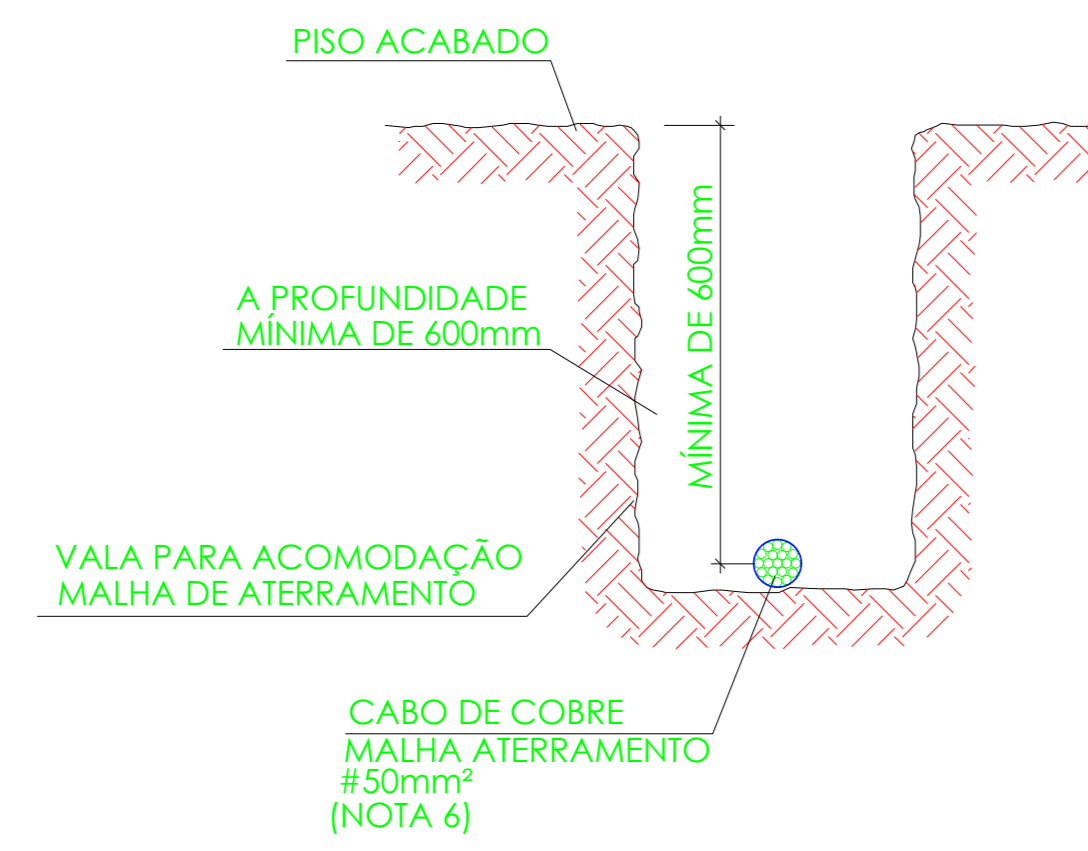 PISO ACABADO
A PROFUNDIDADE
MÍNIMA DE 600mm
MÍNIMA DE 600mm
VALA PARA ACOMODAÇÃO
MALHA DE ATERRAMENTO
CABO DE COBRE
MALHA ATERRAMENTO
#50mm²
(NOTA 6)